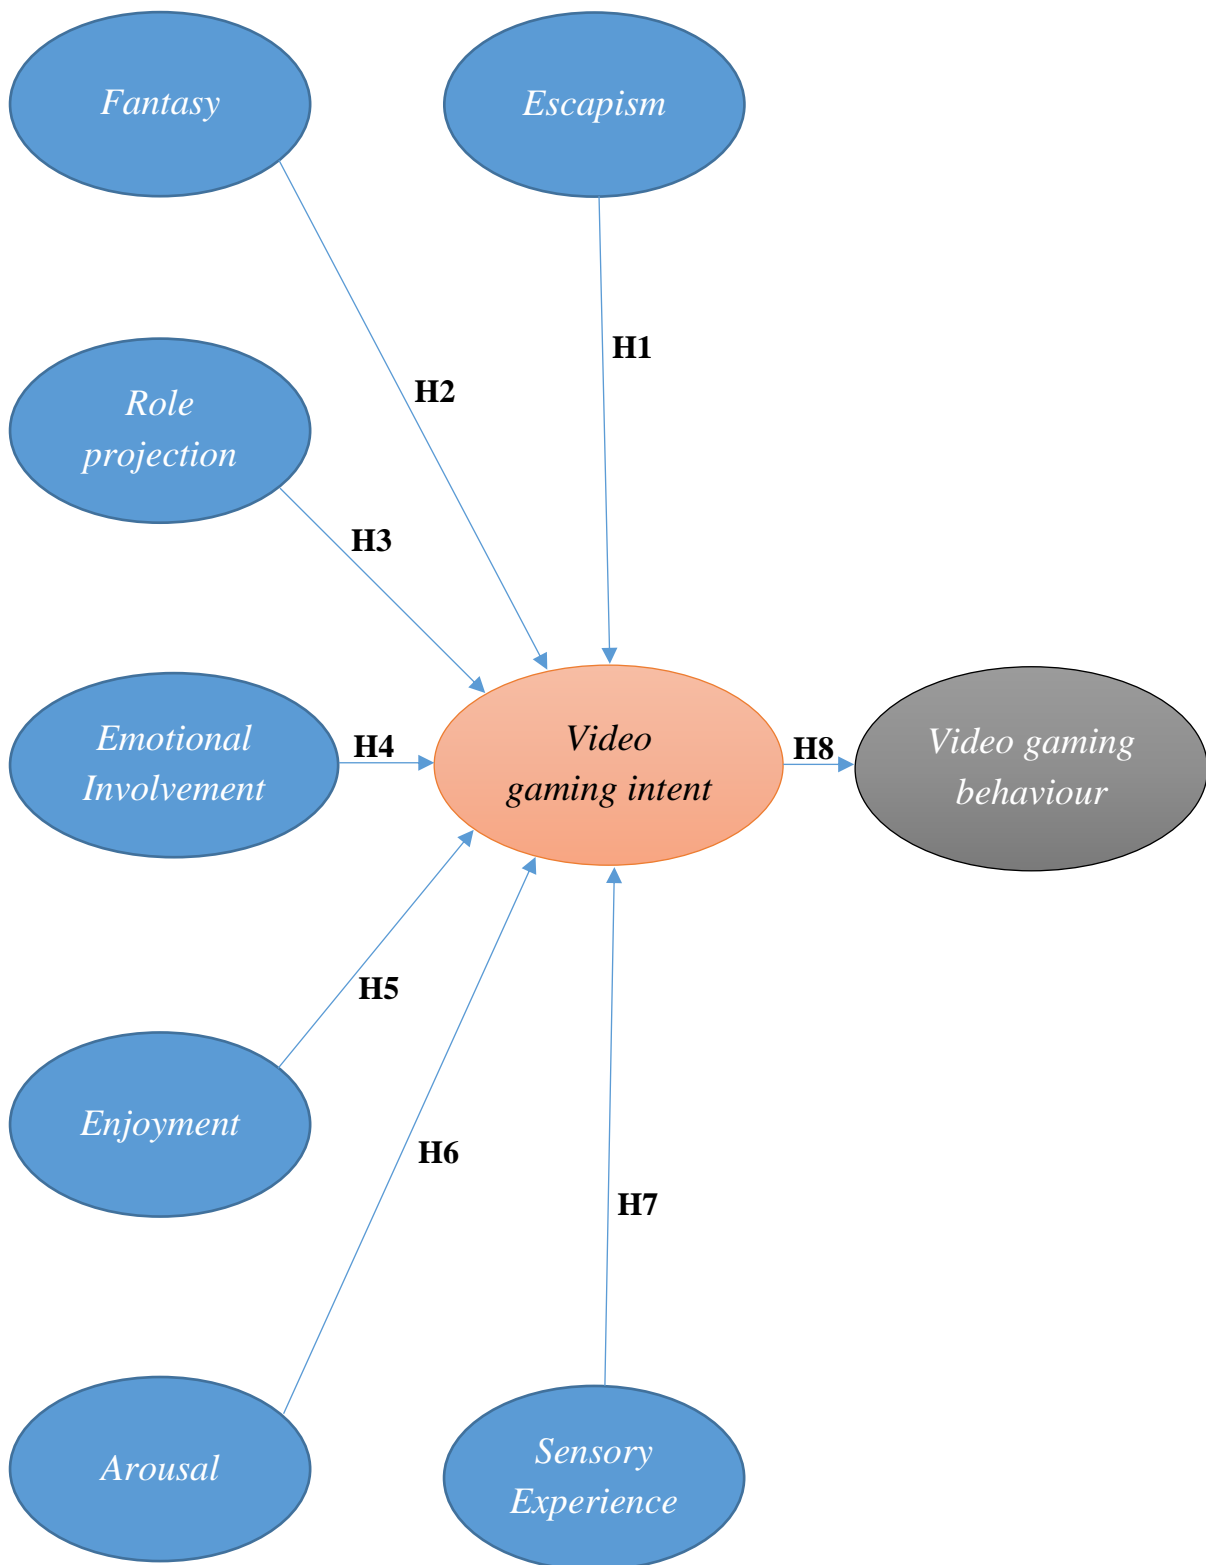 Fantasy
Escapism
H1
H2
Role
projection
H3
Emotional
Involvement
H4
Video
gaming intent
H8
Video gaming
behaviour
H5
Enjoyment
H6
H7
Arousal
Sensory
Experience